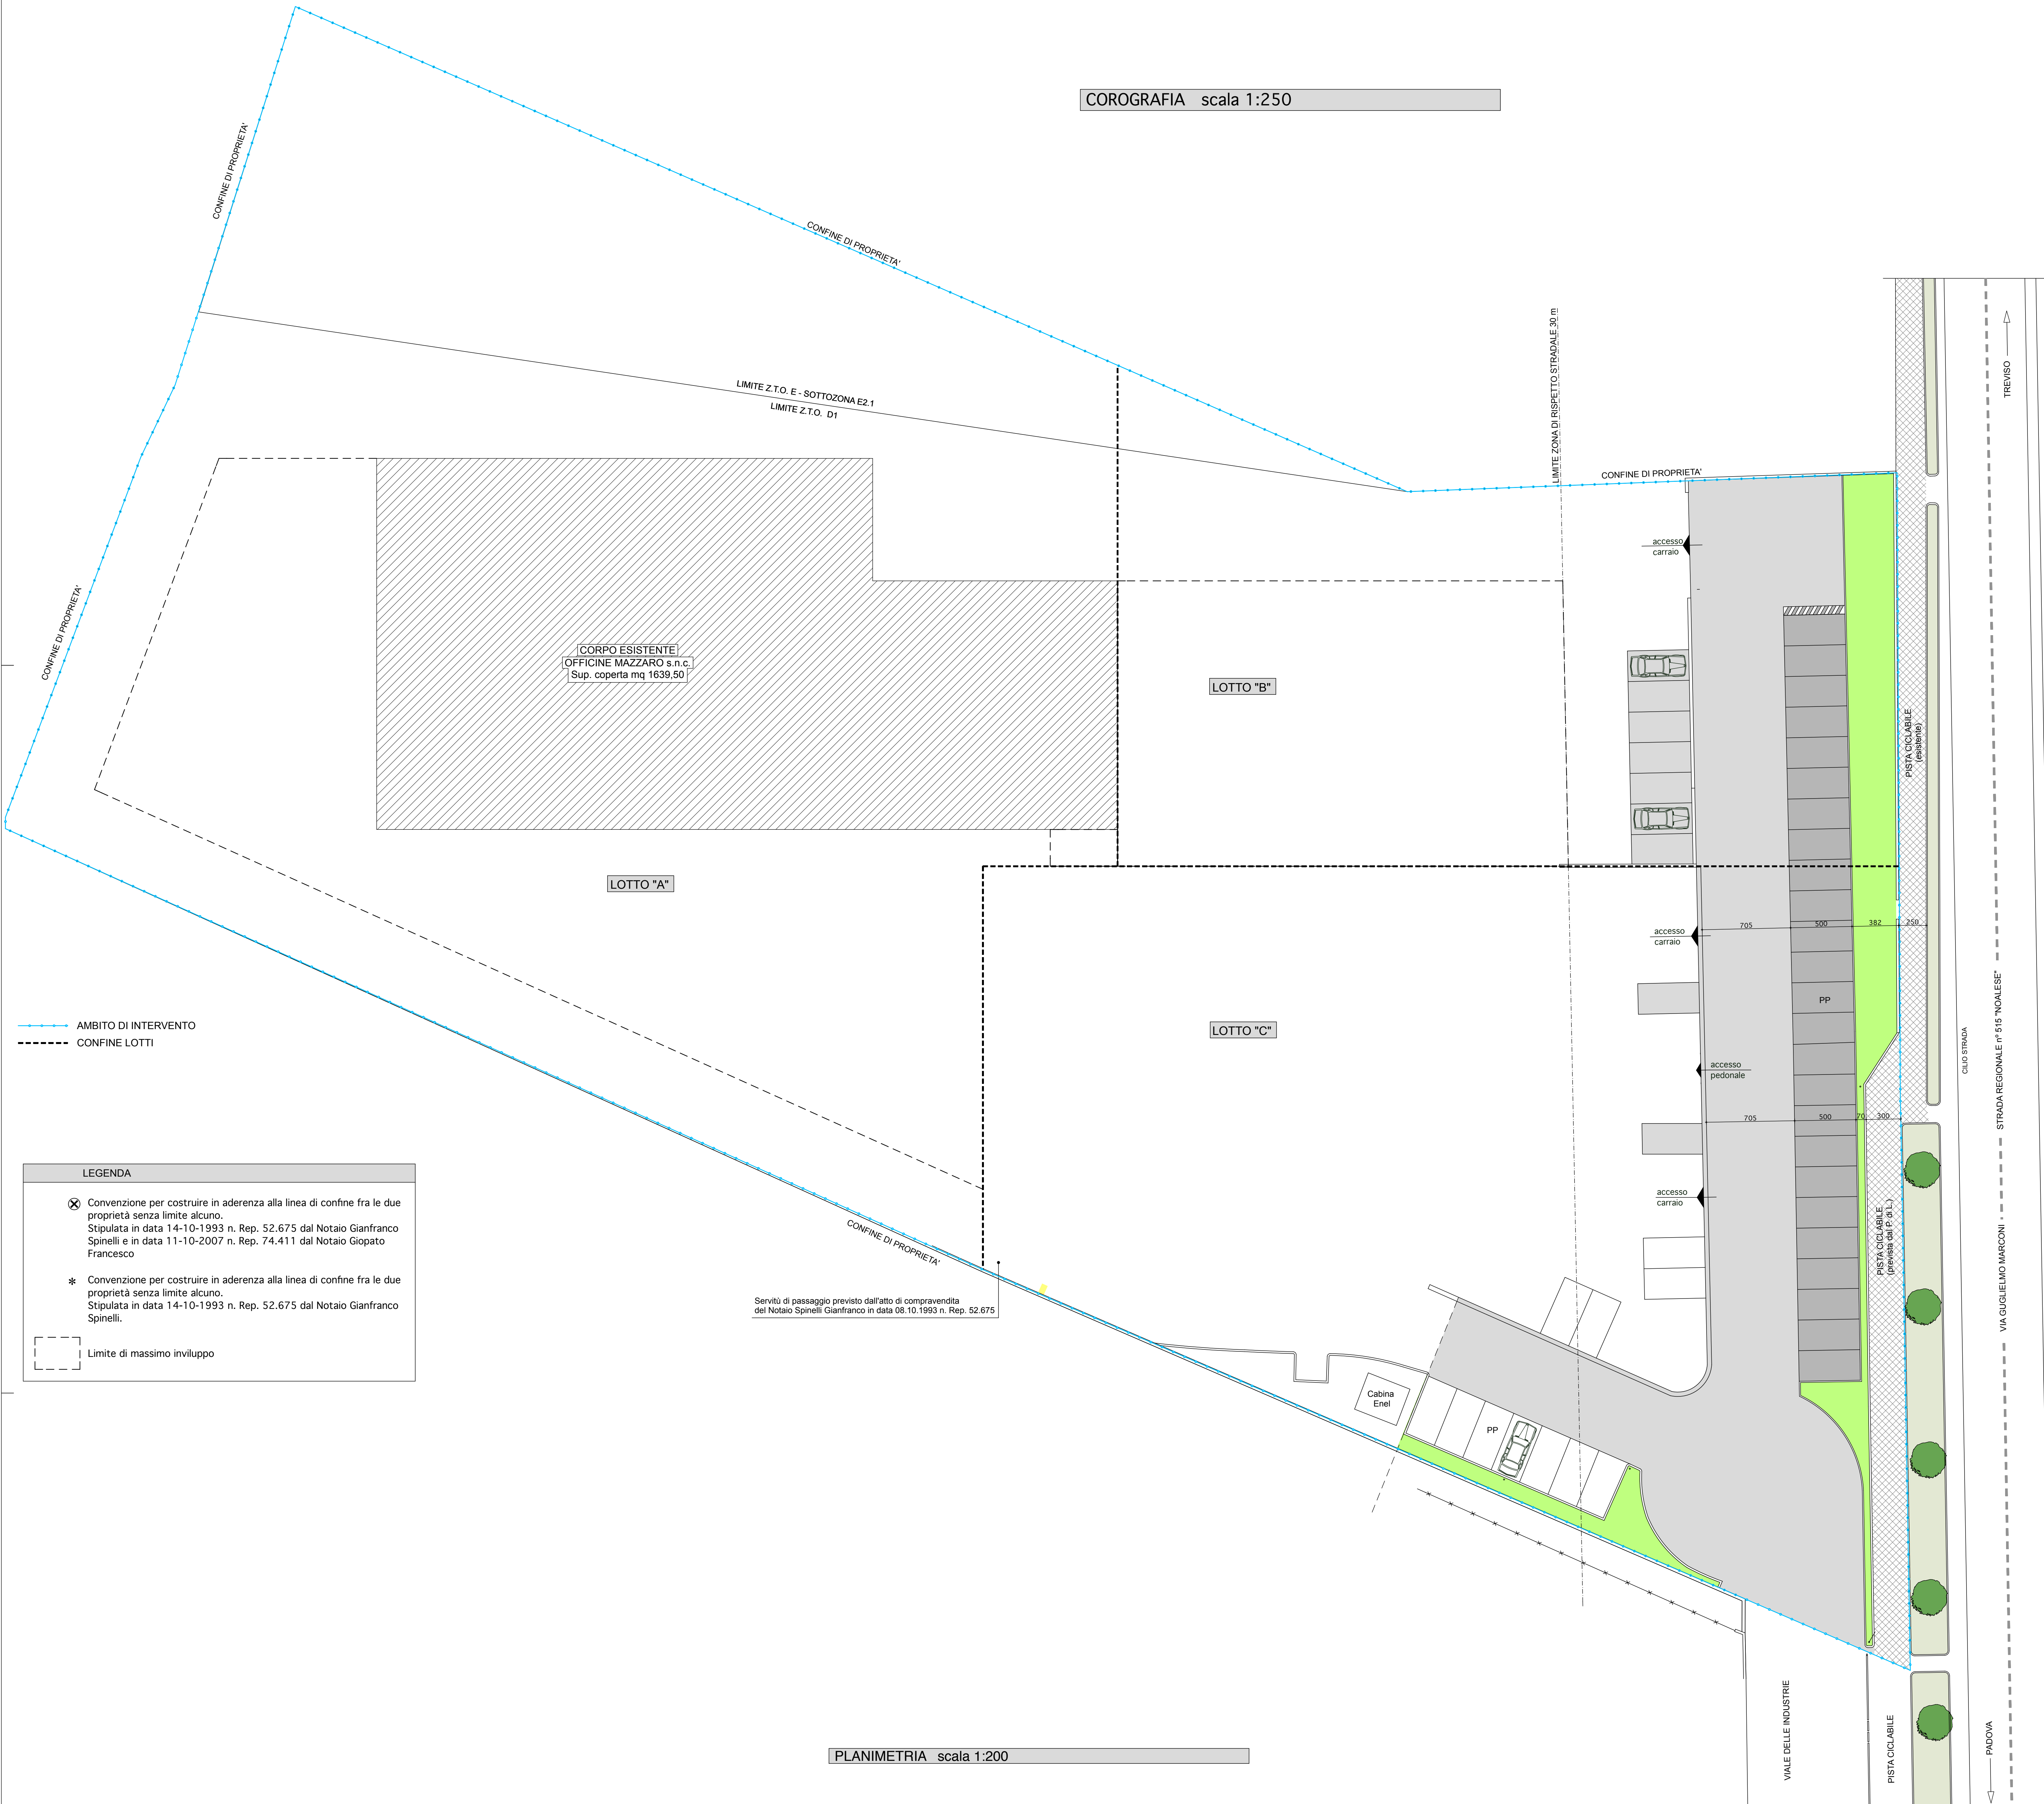 COROGRAFIA   scala 1:250
CONFINE DI PROPRIETA'
CONFINE DI PROPRIETA'
LIMITE ZONA DI RISPETTO STRADALE 30 m
TREVISO
LIMITE Z.T.O. E - SOTTOZONA E2.1
LIMITE Z.T.O.  D1
CONFINE DI PROPRIETA'
accesso
carraio
CONFINE DI PROPRIETA'
CORPO ESISTENTE
OFFICINE MAZZARO s.n.c.
Sup. coperta mq 1639,50
LOTTO "B"
PISTA CICLABILE
(esistente)
LOTTO "A"
accesso
carraio
705
500
382
250
PP
LOTTO "C"
AMBITO DI INTERVENTO
CONFINE LOTTI
accesso
pedonale
705
500
70
300
CILIO STRADA
STRADA REGIONALE n° 515 "NOALESE"
VIA GUGLIELMO MARCONI
accesso
carraio
PISTA CICLABILE
(prevista dal P. di L.)
LEGENDA
Convenzione per costruire in aderenza alla linea di confine fra le due
proprietà senza limite alcuno.
Stipulata in data 14-10-1993 n. Rep. 52.675 dal Notaio Gianfranco
Spinelli e in data 11-10-2007 n. Rep. 74.411 dal Notaio Giopato
Francesco
* Convenzione per costruire in aderenza alla linea di confine fra le due
proprietà senza limite alcuno.
Stipulata in data 14-10-1993 n. Rep. 52.675 dal Notaio Gianfranco
Spinelli.
Limite di massimo inviluppo
CONFINE DI PROPRIETA'
Servitù di passaggio previsto dall'atto di compravendita
del Notaio Spinelli Gianfranco in data 08.10.1993 n. Rep. 52.675
Cabina
Enel
PP
VIALE DELLE INDUSTRIE
PISTA CICLABILE
PADOVA
PLANIMETRIA   scala 1:200